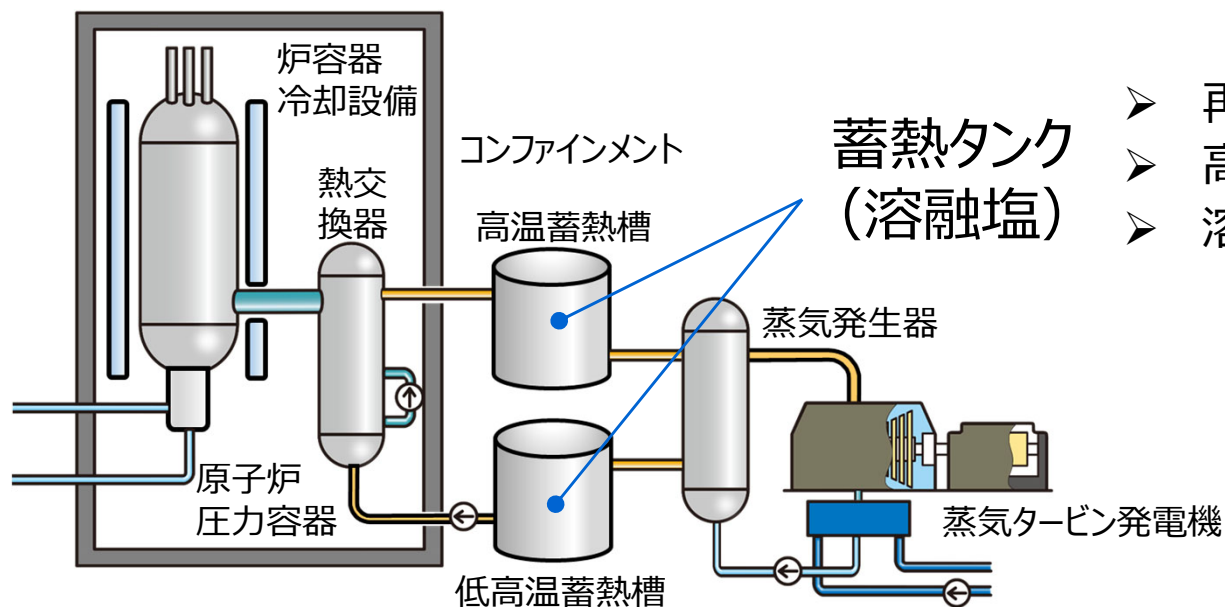 炉容器
冷却設備
コンファインメント
熱交
換器
高温蓄熱槽
蓄熱タンク
（溶融塩）
➢ 再
➢ 高
➢ 溶
蒸気発生器
原子炉
圧力容器
蒸気タービン発電機
低高温蓄熱槽